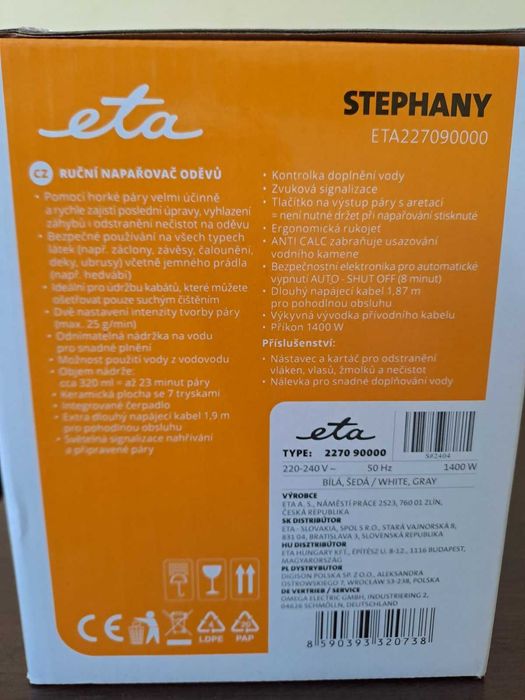 eta
STEPHANY
ETA227090000
CZ RUČNÍ NAPAŘOVAČ ODĚVŮ
• Pomocí horké páry velmi účinně
a rychle zajistí poslední úpravy, vyhlazení
záhybů i odstranění nečistot na oděvu
• Bezpečné používání na všech typech
látek (např. záclony, závěsy, čalounění,
deky, ubrusy) včetně jemného prádla
(např. hedvábí)
• Ideální pro údržbu kabátů, které můžete
ošetřovat pouze suchým čištěním
• Dvě nastavení intenzity tvorby páry
(max. 25 g/min)
• Odnímatelná nádržka na vodu
pro snadné plnění
• Možnost použití vody z vodovodu
• Objem nádrže:
cca 320 ml = až 23 minut páry
• Keramická plocha se 7 tryskami
• Integrované čerpadlo
• Extra dlouhý napájecí kabel 1,9 m
pro pohodlnou obsluhu
• Světelná signalizace nahřívání
a připravené páry
• Kontrolka doplnění vody
• Zvuková signalizace
• Tlačítko na výstup páry s aretací
= není nutné držet při napařování stisknuté
• Ergonomická rukojeť
• ANTI CALC zabraňuje usazování
vodního kamene
• Bezpečnostní elektronika pro automatické
vypnutí AUTO - SHUT OFF (8 minut)
• Dlouhý napájecí kabel 1,87 m
pro pohodlnou obsluhu
• Výkyvná vývodka přívodního kabelu
• Příkon 1400 W
Příslušenství:
• Nástavec a kartáč pro odstranění
vláken, vlasů, žmolků a nečistot
• Nálevka pro snadné doplňování vody
eta
TYPE: 2270 90000
S#2404
220-240 V ~ 50 Hz 1400 W
BÍLÁ, ŠEDÁ / WHITE, GRAY
VÝROBCE
ETA A. S., NÁMĚSTÍ PRÁCE 2523, 760 01 ZLÍN,
ČESKÁ REPUBLIKA
SK DISTRIBÚTOR
ETA - SLOVAKIA, SPOL S R.O., STARÁ VAJNORSKÁ 8,
831 04, BRATISLAVA 3, SLOVENSKÁ REPUBLIKA
HU DISZTRIBÚTOR
ETA HUNGARY KFT., ÉPÍTÉSZ U. 8-12., 1116 BUDAPEST,
MAGYARORSZÁG
PL DYSTRYBUTOR
DIGISON POLSKA SP. Z O.O., ALEKSANDRA
OSTROWSKIEGO 7, WROCŁAW 53-238, POLSKA
DE VERTRIEB / SERVICE
OMEGA ELECTRIC GMBH, INDUSTRIERING 2,
04626 SCHMÖLLN, DEUTSCHLAND
CE
4
LDPE
20
PAP
8 590393 320738